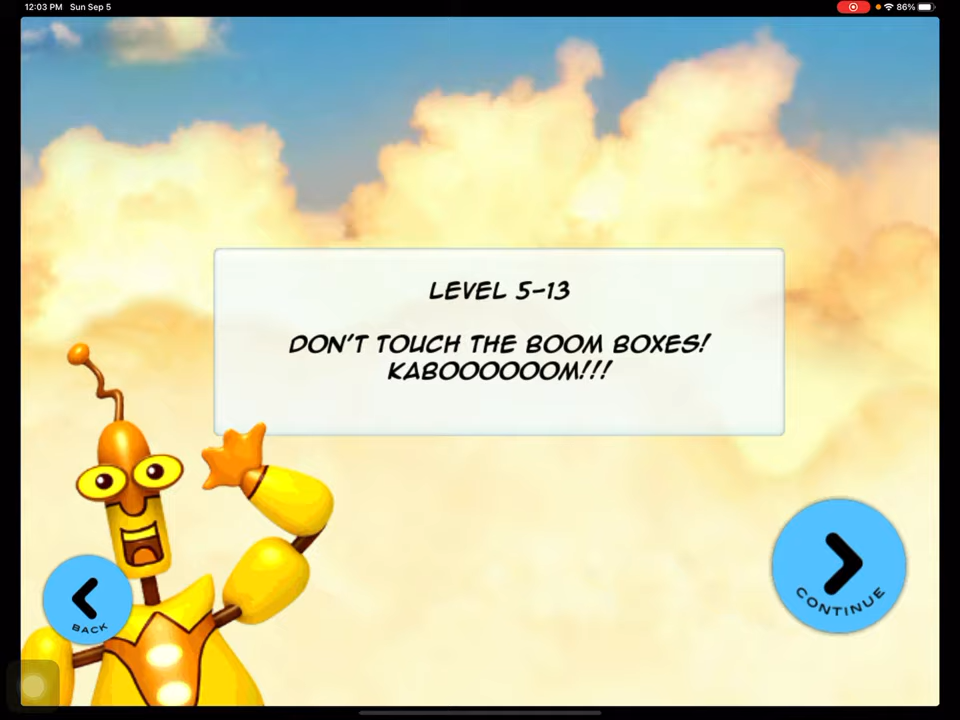 12:03 PM Sun Sep 5
86%
LEVEL 5-13
DON'T TOUCH THE BOOM BOXES!
KABOOOOOOM!!!
BACK
CONTINUE